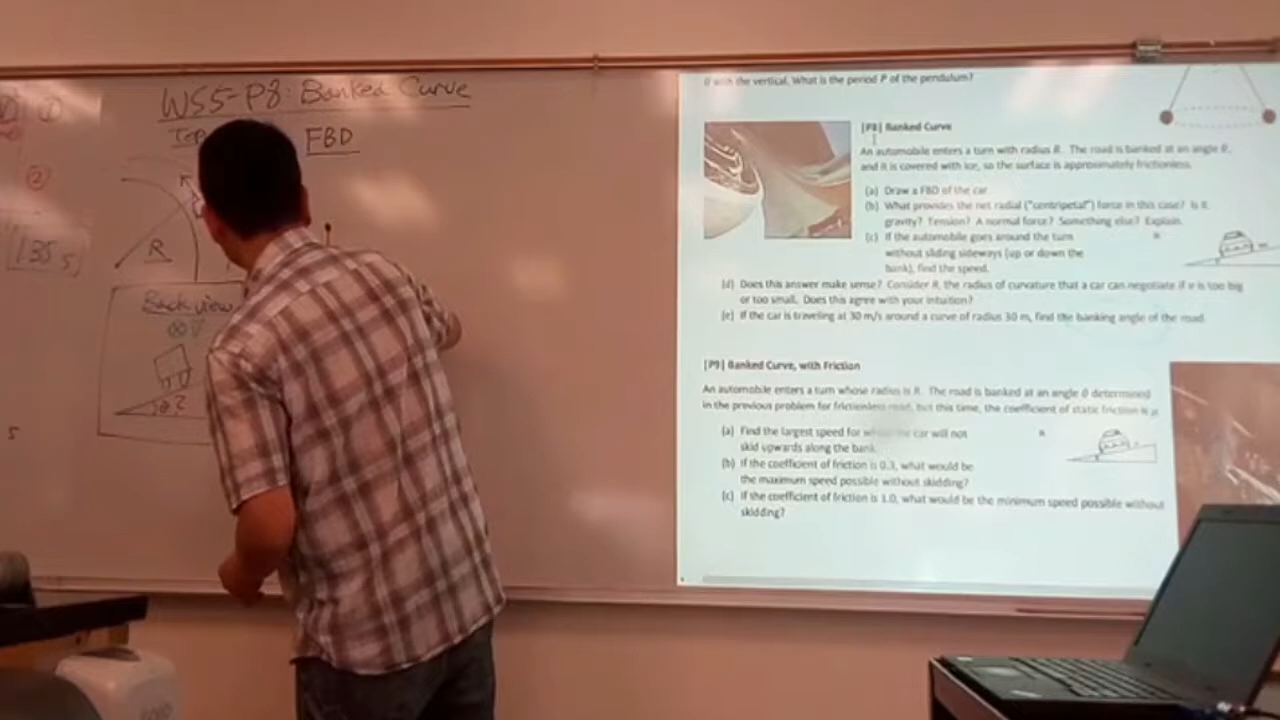 WS5-P8: Banked Curve
Top
FBD
R
Back view
θ?
②
135
5
5
θ with the vertical. What is the period P of the pendulum?
[P8] Banked Curve
An automobile enters a turn with radius R. The road is banked at an angle θ,
and it is covered with ice, so the surface is approximately frictionless.
(a) Draw a FBD of the car.
(b) What provides the net radial ("centripetal") force in this case? Is it
gravity? Tension? A normal force? Something else? Explain.
(c) If the automobile goes around the turn
without sliding sideways (up or down the
bank), find the speed.
(d) Does this answer make sense? Consider R, the radius of curvature that a car can negotiate if v is too big
or too small. Does this agree with your intuition?
(e) If the car is traveling at 30 m/s around a curve of radius 30 m, find the banking angle of the road.
[P9] Banked Curve, with Friction
An automobile enters a turn whose radius is R. The road is banked at an angle θ determined
in the previous problem for frictionless road, but this time, the coefficient of static friction is μ
(a) Find the largest speed for which the car will not
skid upwards along the bank.
(b) If the coefficient of friction is 0.3, what would be
the maximum speed possible without skidding?
(c) If the coefficient of friction is 1.0, what would be the minimum speed possible without
skidding?